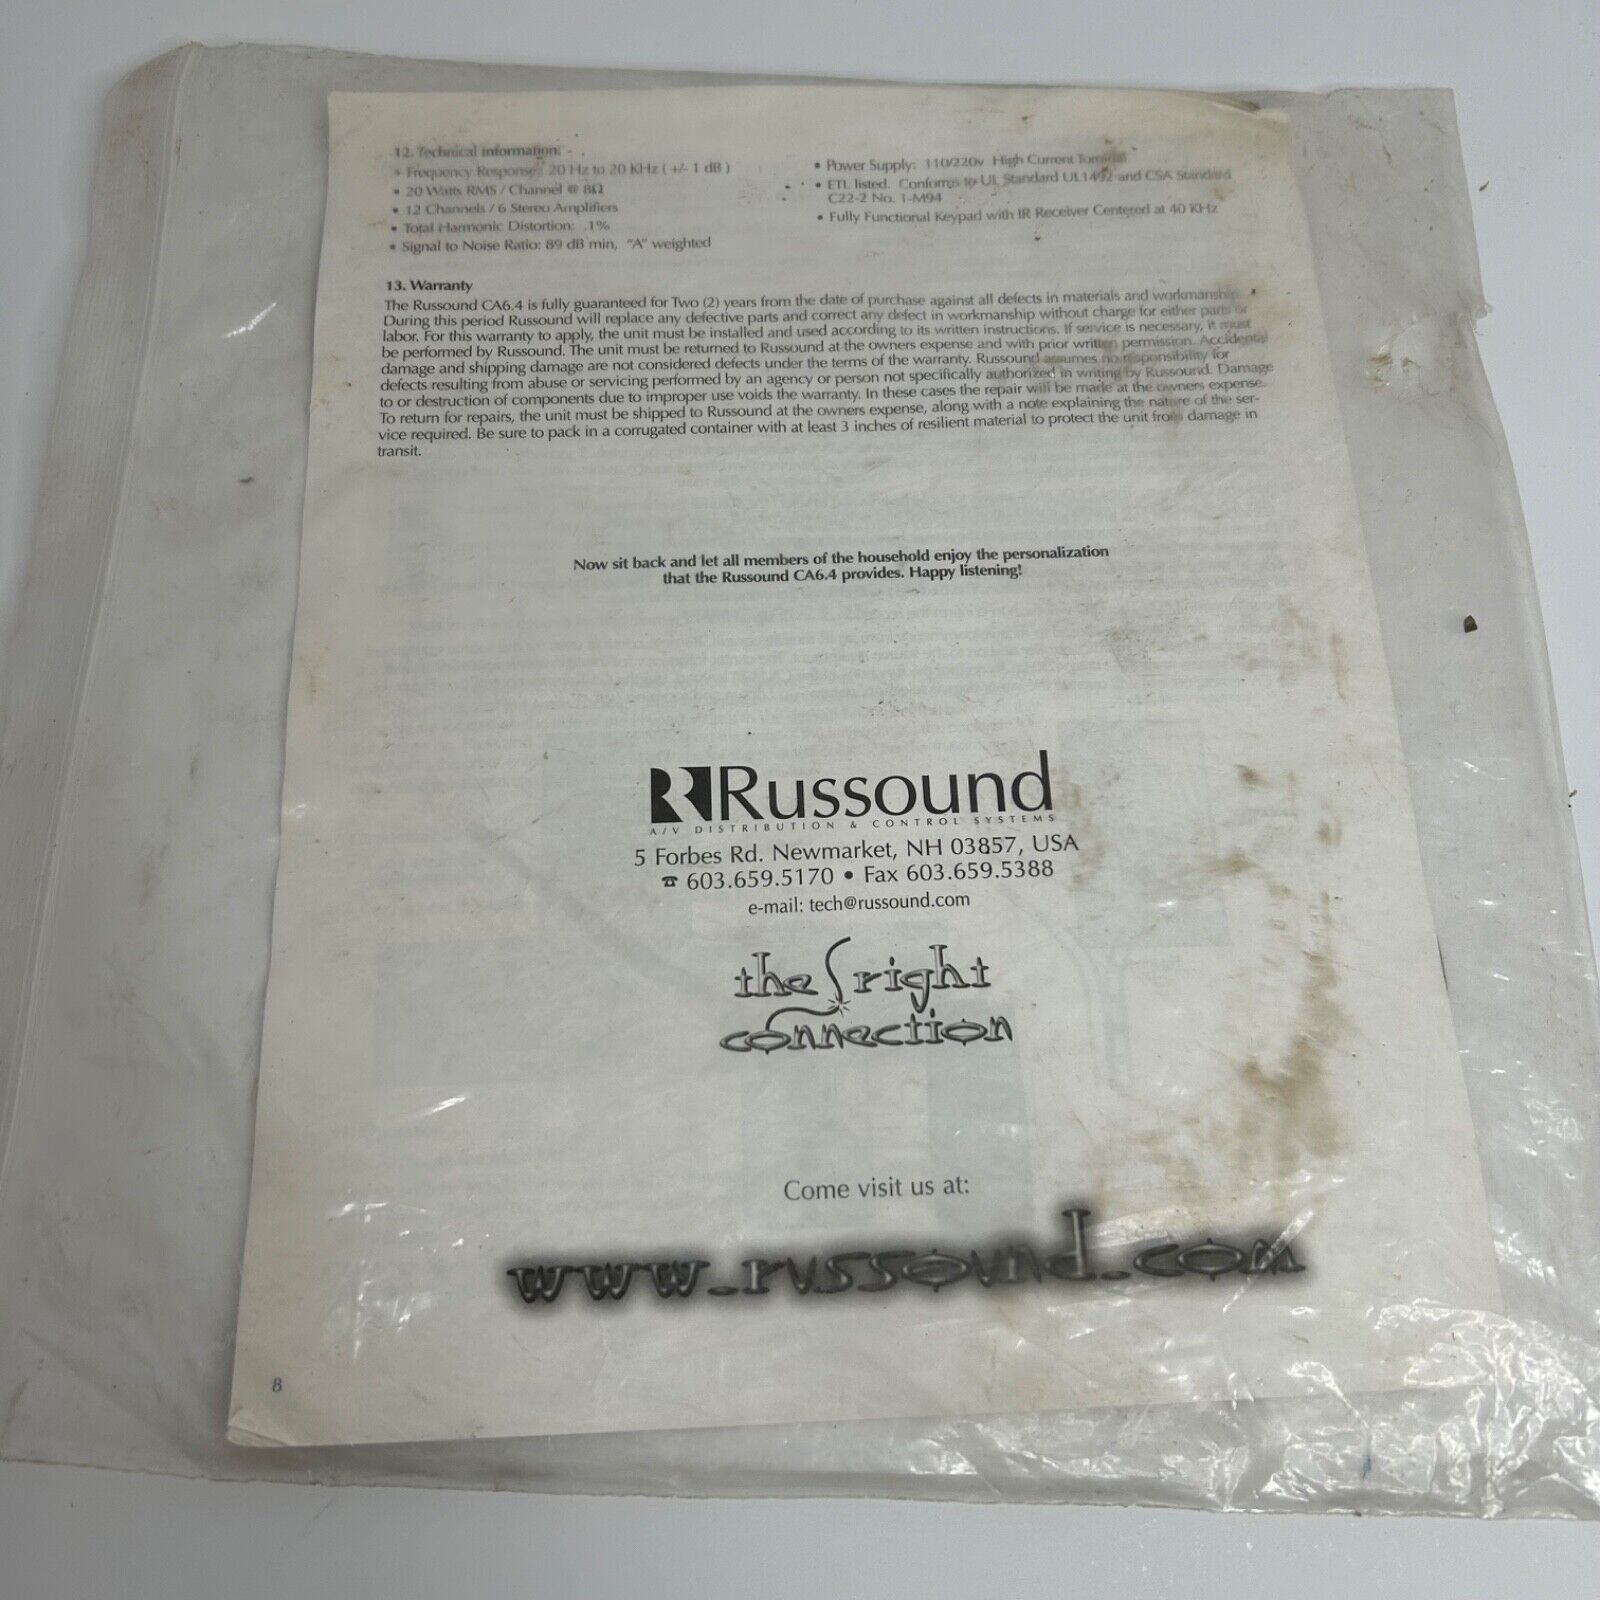 12. Technical information:
• Frequency Response: 20 Hz to 20 KHz ( +/- 1 dB )
• 20 Watts RMS / Channel @ 8Ω
• 12 Channels / 6 Stereo Amplifiers
• Total Harmonic Distortion: .1%
• Signal to Noise Ratio: 89 dB min, "A" weighted
• Power Supply: 110/220v High Current Toroidal
• ETL listed. Conforms to UL Standard UL1492 and CSA Standard
C22-2 No. 1-M94
• Fully Functional Keypad with IR Receiver Centered at 40 KHz
13. Warranty
The Russound CA6.4 is fully guaranteed for Two (2) years from the date of purchase against all defects in materials and workmanship.
During this period Russound will replace any defective parts and correct any defect in workmanship without charge for either parts or
labor. For this warranty to apply, the unit must be installed and used according to its written instructions. If service is necessary, it must
be performed by Russound. The unit must be returned to Russound at the owners expense and with prior written permission. Accidental
damage and shipping damage are not considered defects under the terms of the warranty. Russound assumes no responsibility for
defects resulting from abuse or servicing performed by an agency or person not specifically authorized in writing by Russound. Damage
to or destruction of components due to improper use voids the warranty. In these cases the repair will be made at the owners expense.
To return for repairs, the unit must be shipped to Russound at the owners expense, along with a note explaining the nature of the ser-
vice required. Be sure to pack in a corrugated container with at least 3 inches of resilient material to protect the unit from damage in
transit.
Now sit back and let all members of the household enjoy the personalization
that the Russound CA6.4 provides. Happy listening!
Russound
A/V DISTRIBUTION & CONTROL SYSTEMS
5 Forbes Rd. Newmarket, NH 03857, USA
☎ 603.659.5170 • Fax 603.659.5388
e-mail: tech@russound.com
the right
connection
Come visit us at:
www.russound.com
8